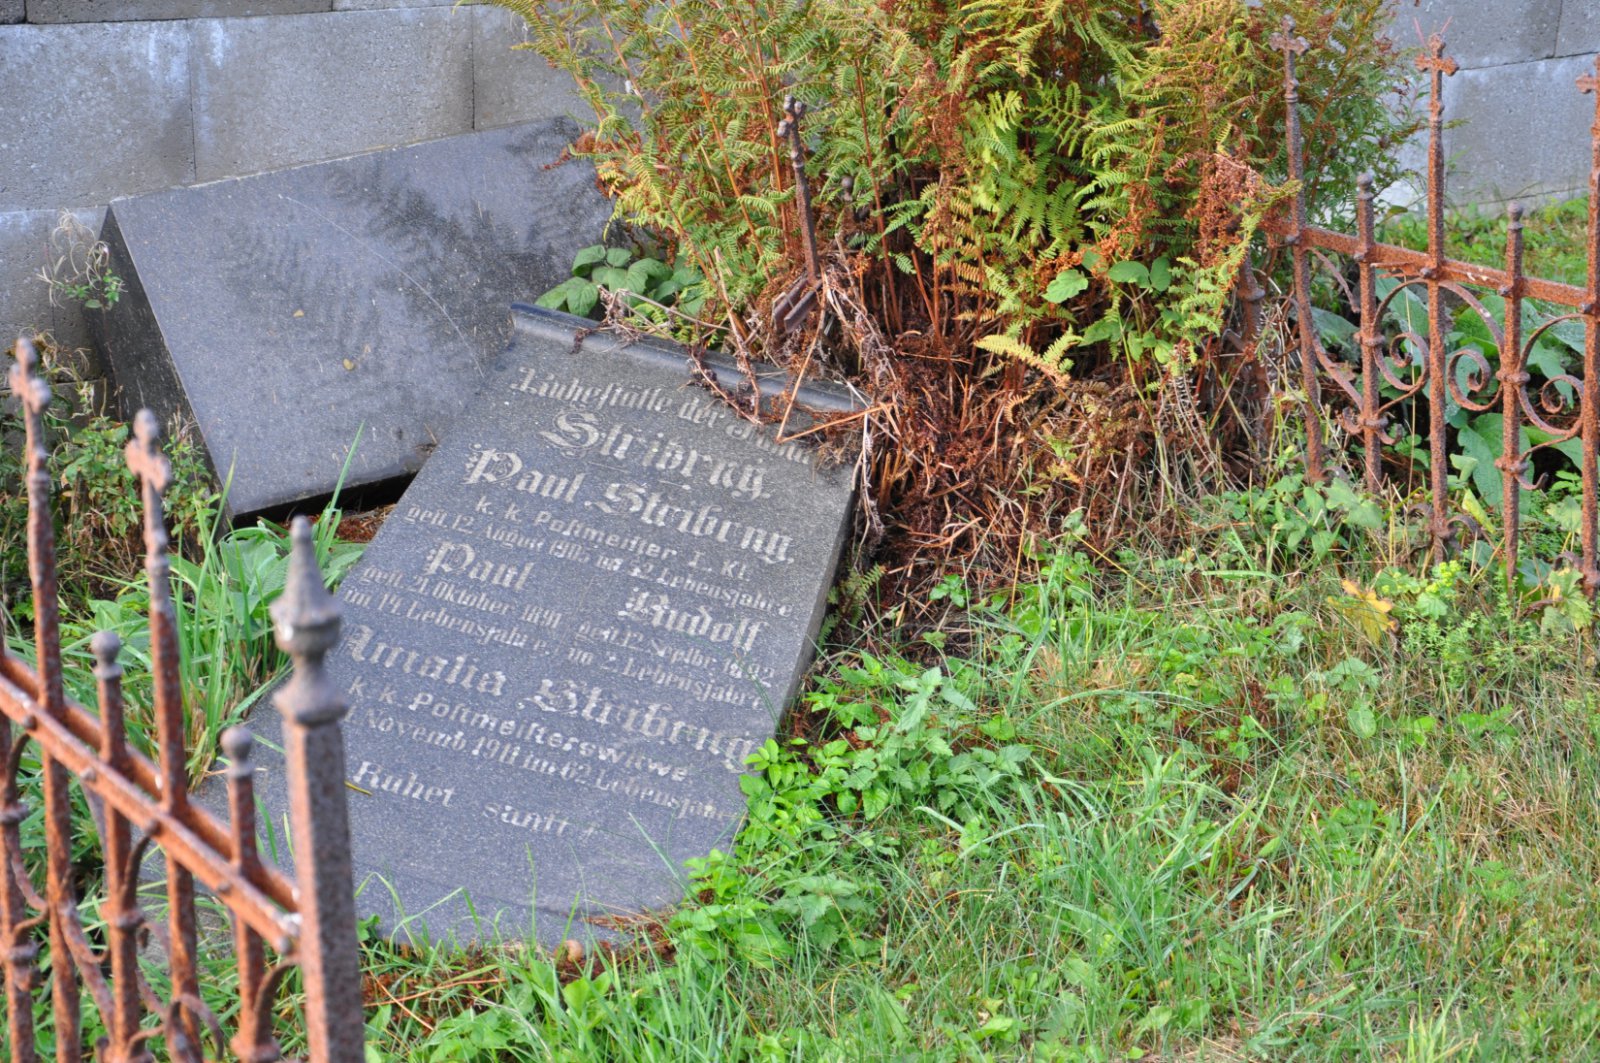 Ruhestätte der Familie
Stribrny.
Paul Stribrny,
k. k. Postmeister I. Kl.
gest. 12. August 1905 im 52. Lebensjahre
Paul Rudolf
gest. 21. Oktober 1891 gest. 12. Septbr. 1892
im 14. Lebensjahre. im 2. Lebensjahre
Amalia Stribrny
k. k. Postmeisterswitwe
Novemb. 1911 im 62. Lebensjahre
Ruhet sanft!